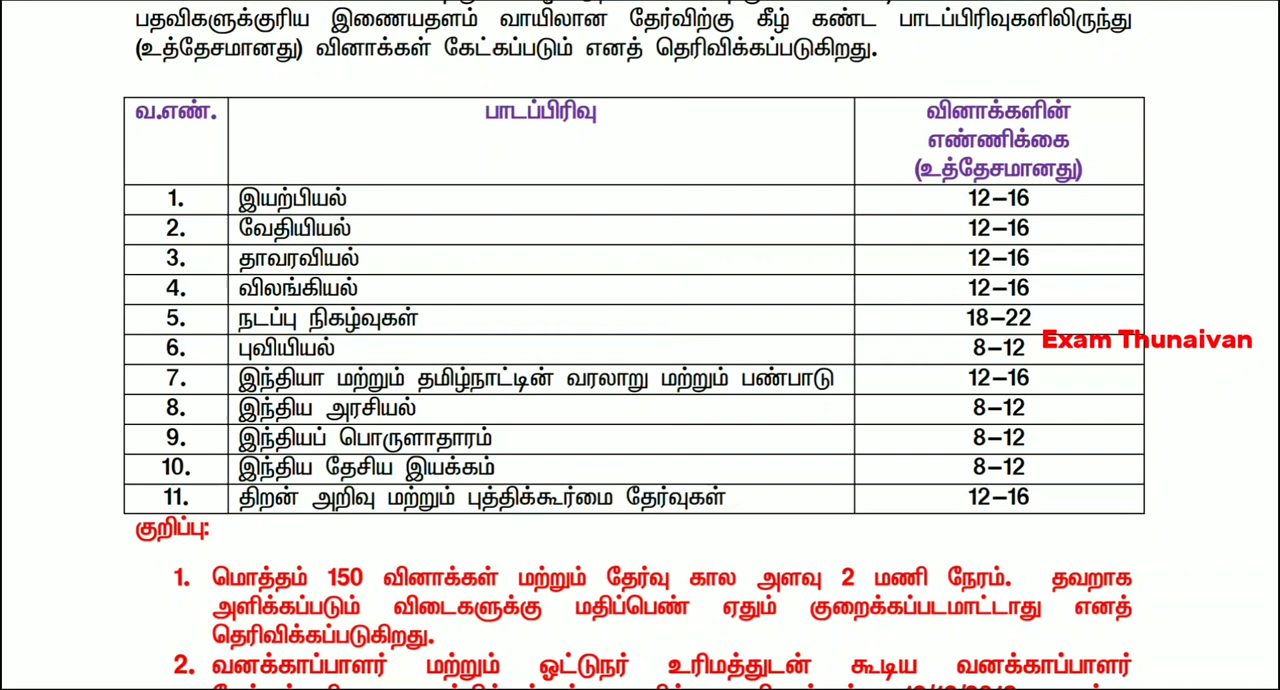 பதவிகளுக்குரிய இணையதளம் வாயிலான தேர்விற்கு கீழ் கண்ட பாடப்பிரிவுகளிலிருந்து
(உத்தேசமானது) வினாக்கள் கேட்கப்படும் எனத் தெரிவிக்கப்படுகிறது.
வ.எண். பாடப்பிரிவு வினாக்களின்
எண்ணிக்கை
(உத்தேசமானது)
1. இயற்பியல் 12–16
2. வேதியியல் 12–16
3. தாவரவியல் 12–16
4. விலங்கியல் 12–16
5. நடப்பு நிகழ்வுகள் 18–22
Exam Thunaivan
6. புவியியல் 8–12
7. இந்தியா மற்றும் தமிழ்நாட்டின் வரலாறு மற்றும் பண்பாடு 12–16
8. இந்திய அரசியல் 8–12
9. இந்தியப் பொருளாதாரம் 8–12
10. இந்திய தேசிய இயக்கம் 8–12
11. திறன் அறிவு மற்றும் புத்திக்கூர்மை தேர்வுகள் 12–16
குறிப்பு:
1. மொத்தம் 150 வினாக்கள் மற்றும் தேர்வு கால அளவு 2 மணி நேரம். தவறாக
அளிக்கப்படும் விடைகளுக்கு மதிப்பெண் ஏதும் குறைக்கப்படமாட்டாது எனத்
தெரிவிக்கப்படுகிறது.
2. வனக்காப்பாளர் மற்றும் ஓட்டுநர் உரிமத்துடன் கூடிய வனக்காப்பாளர்